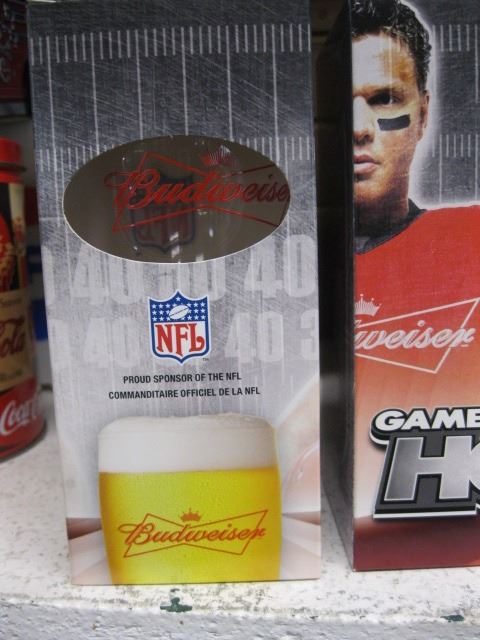 Budweiser
40 30 40
40 3
NFL
PROUD SPONSOR OF THE NFL
COMMANDITAIRE OFFICIEL DE LA NFL
Budweiser
weiser
GAME
Coca-Cola